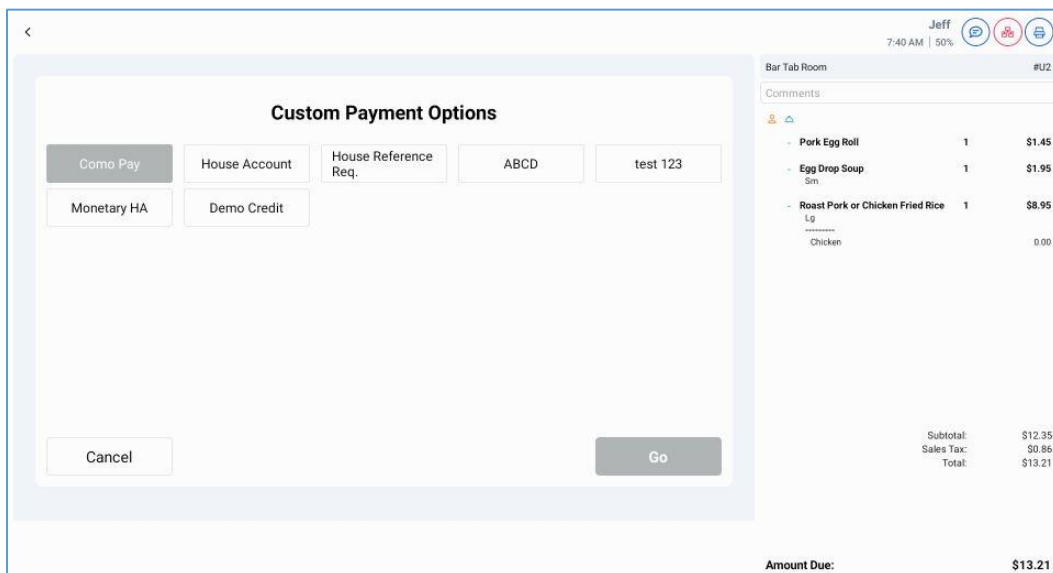 Jeff
7:40 AM | 50%
Custom Payment Options
Como Pay
House Account
House Reference
Req.
ABCD
test 123
Monetary HA
Demo Credit
Cancel
Go
Bar Tab Room #U2
Comments
- Pork Egg Roll 1 $1.45
- Egg Drop Soup 1 $1.95
Sm
- Roast Pork or Chicken Fried Rice 1 $8.95
Lg
---------
Chicken 0.00
Subtotal: $12.35
Sales Tax: $0.86
Total: $13.21
Amount Due: $13.21